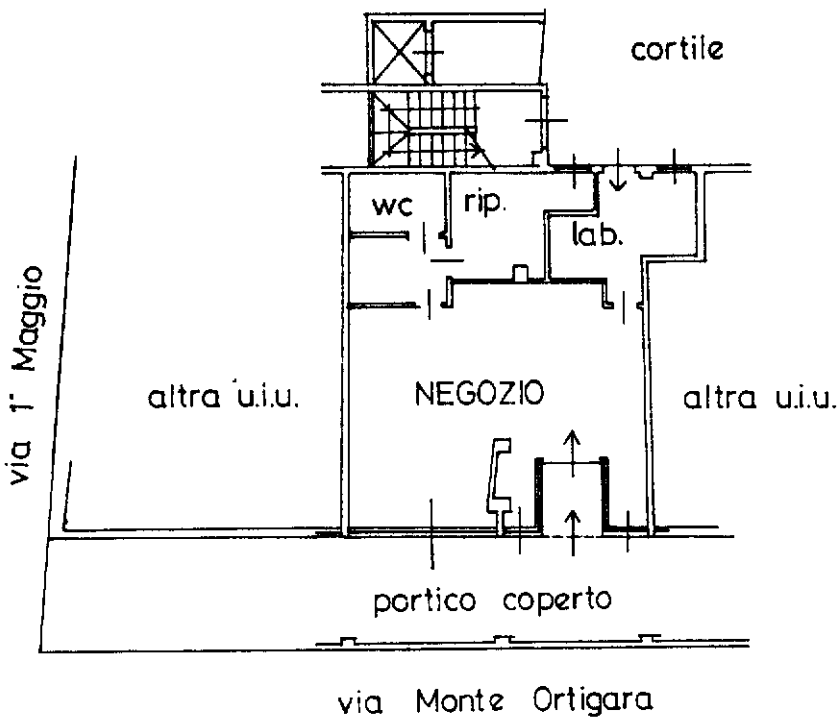 cortile
wc
rip.
lab.
via 1° Maggio
altra u.i.u.
NEGOZIO
altra u.i.u.
portico coperto
via Monte Ortigara